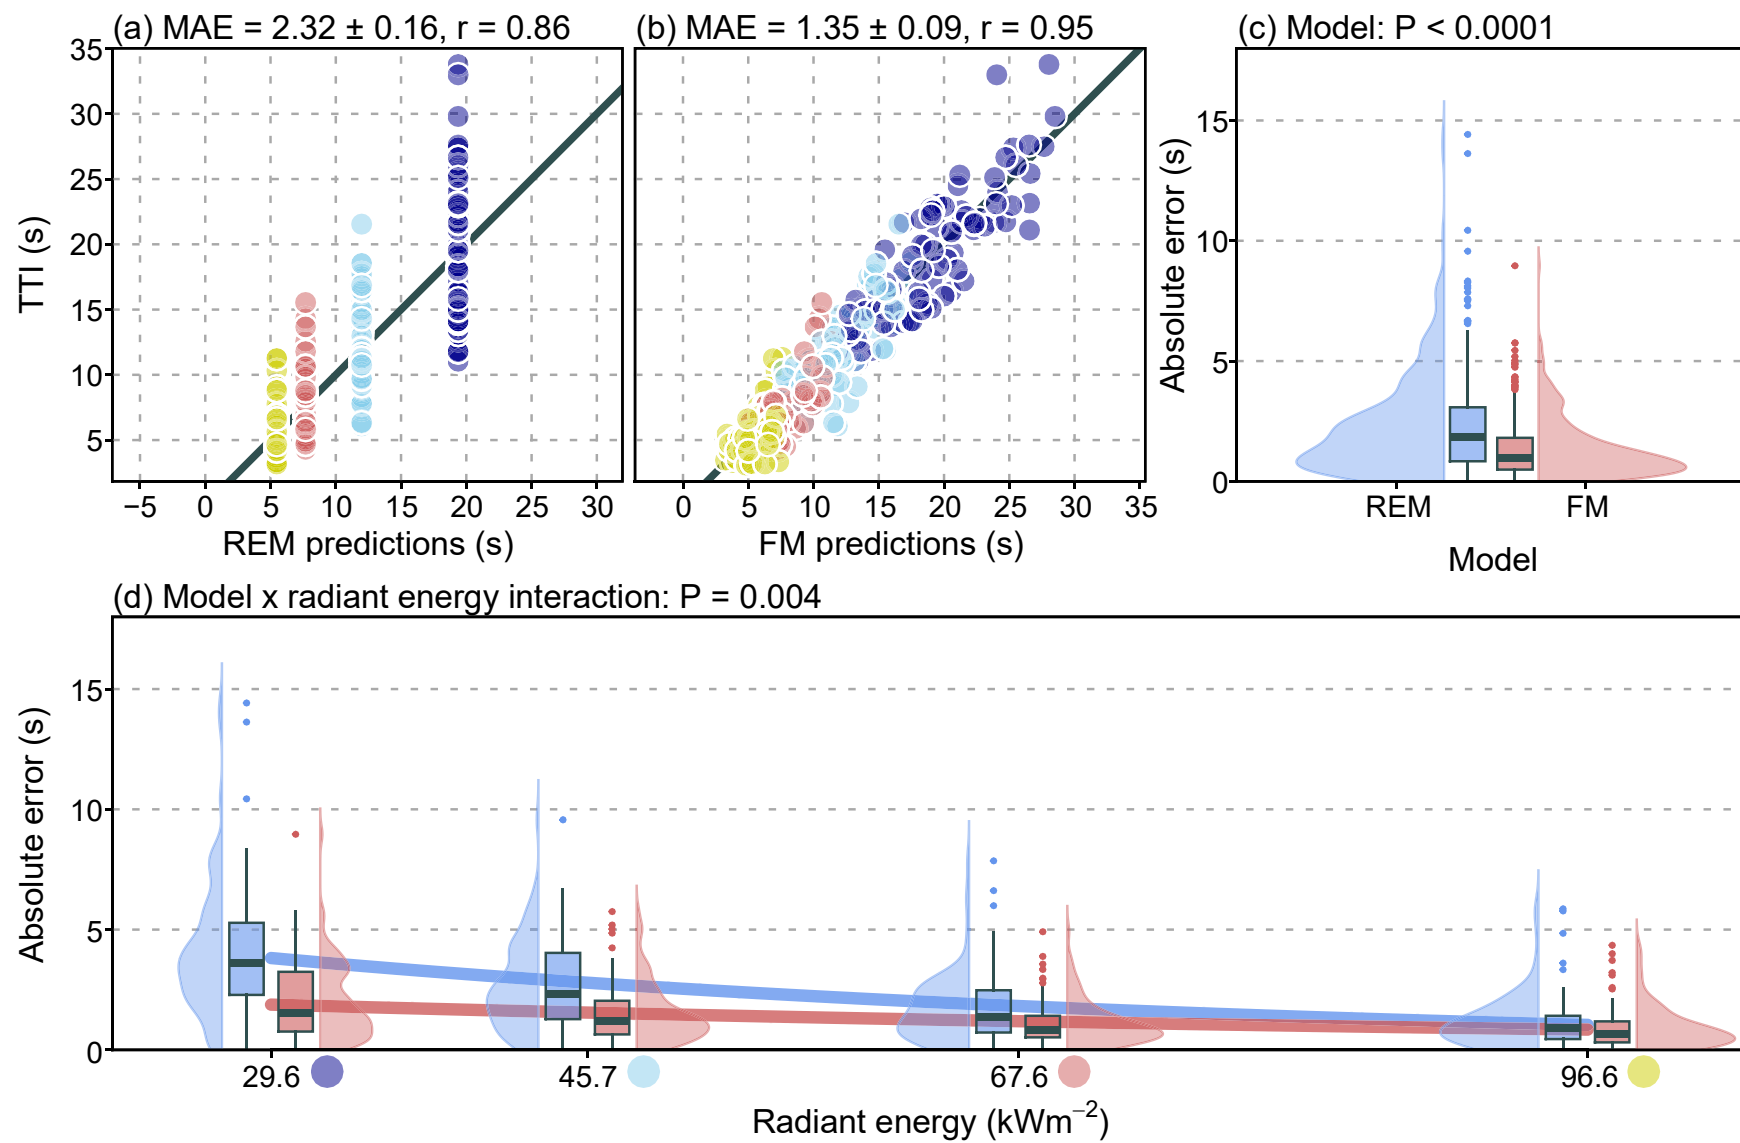 (a) MAE = 2.32 ± 0.16, r = 0.86
(b) MAE = 1.35 ± 0.09, r = 0.95
(c) Model: P < 0.0001
TTI (s)
35
30
25
20
15
10
5
−5 0 5 10 15 20 25 30
REM predictions (s)
0 5 10 15 20 25 30 35
FM predictions (s)
Absolute error (s)
15
10
5
0
REM FM
Model
(d) Model x radiant energy interaction: P = 0.004
Absolute error (s)
15
10
5
0
29.6 45.7 67.6 96.6
Radiant energy (kWm−2)